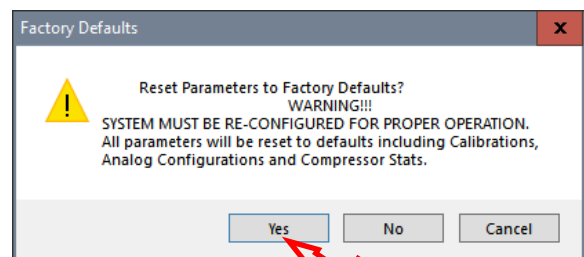 Factory Defaults
x
Reset Parameters to Factory Defaults?
WARNING!!!
SYSTEM MUST BE RE-CONFIGURED FOR PROPER OPERATION.
All parameters will be reset to defaults including Calibrations,
Analog Configurations and Compressor Stats.
Yes No Cancel